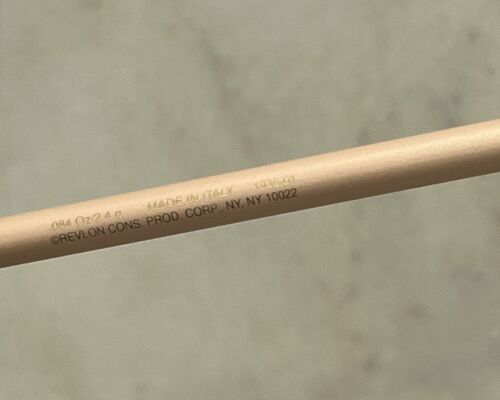 .084 Oz/2.4 g MADE IN ITALY
©REVLON CONS. PROD. CORP., NY, NY 10022